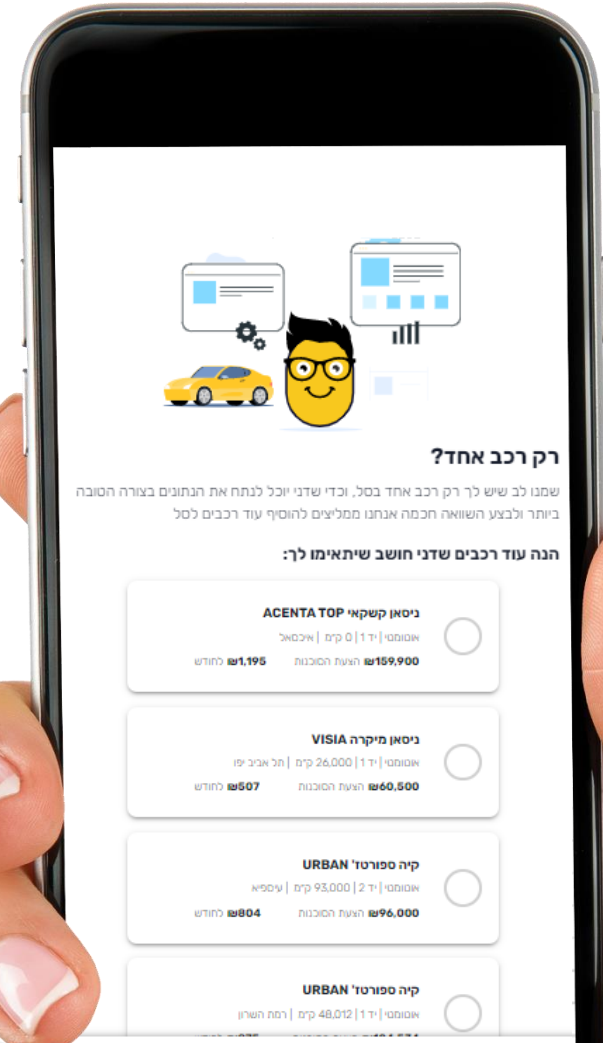 רק רכב אחד?
שמנו לב שיש לך רק רכב אחד בסל, וכדי שדני יוכל לנתח את הנתונים בצורה הטובה
ביותר ולבצע השוואה חכמה אנחנו ממליצים להוסיף עוד רכבים לסל
הנה עוד רכבים שדני חושב שיתאימו לך:
ניסאן קשקאי ACENTA TOP
אוטומטי | יד 1 | 0 ק"מ | איכסאל
₪159,900 הצעת הסוכנות ₪1,195 לחודש
ניסאן מיקרה VISIA
אוטומטי | יד 1 | 26,000 ק"מ | תל אביב יפו
₪60,500 הצעת הסוכנות ₪507 לחודש
קיה ספורטז' URBAN
אוטומטי | יד 2 | 93,000 ק"מ | עיספיא
₪96,000 הצעת הסוכנות ₪804 לחודש
קיה ספורטז' URBAN
אוטומטי | יד 1 | 48,012 ק"מ | רמת השרון